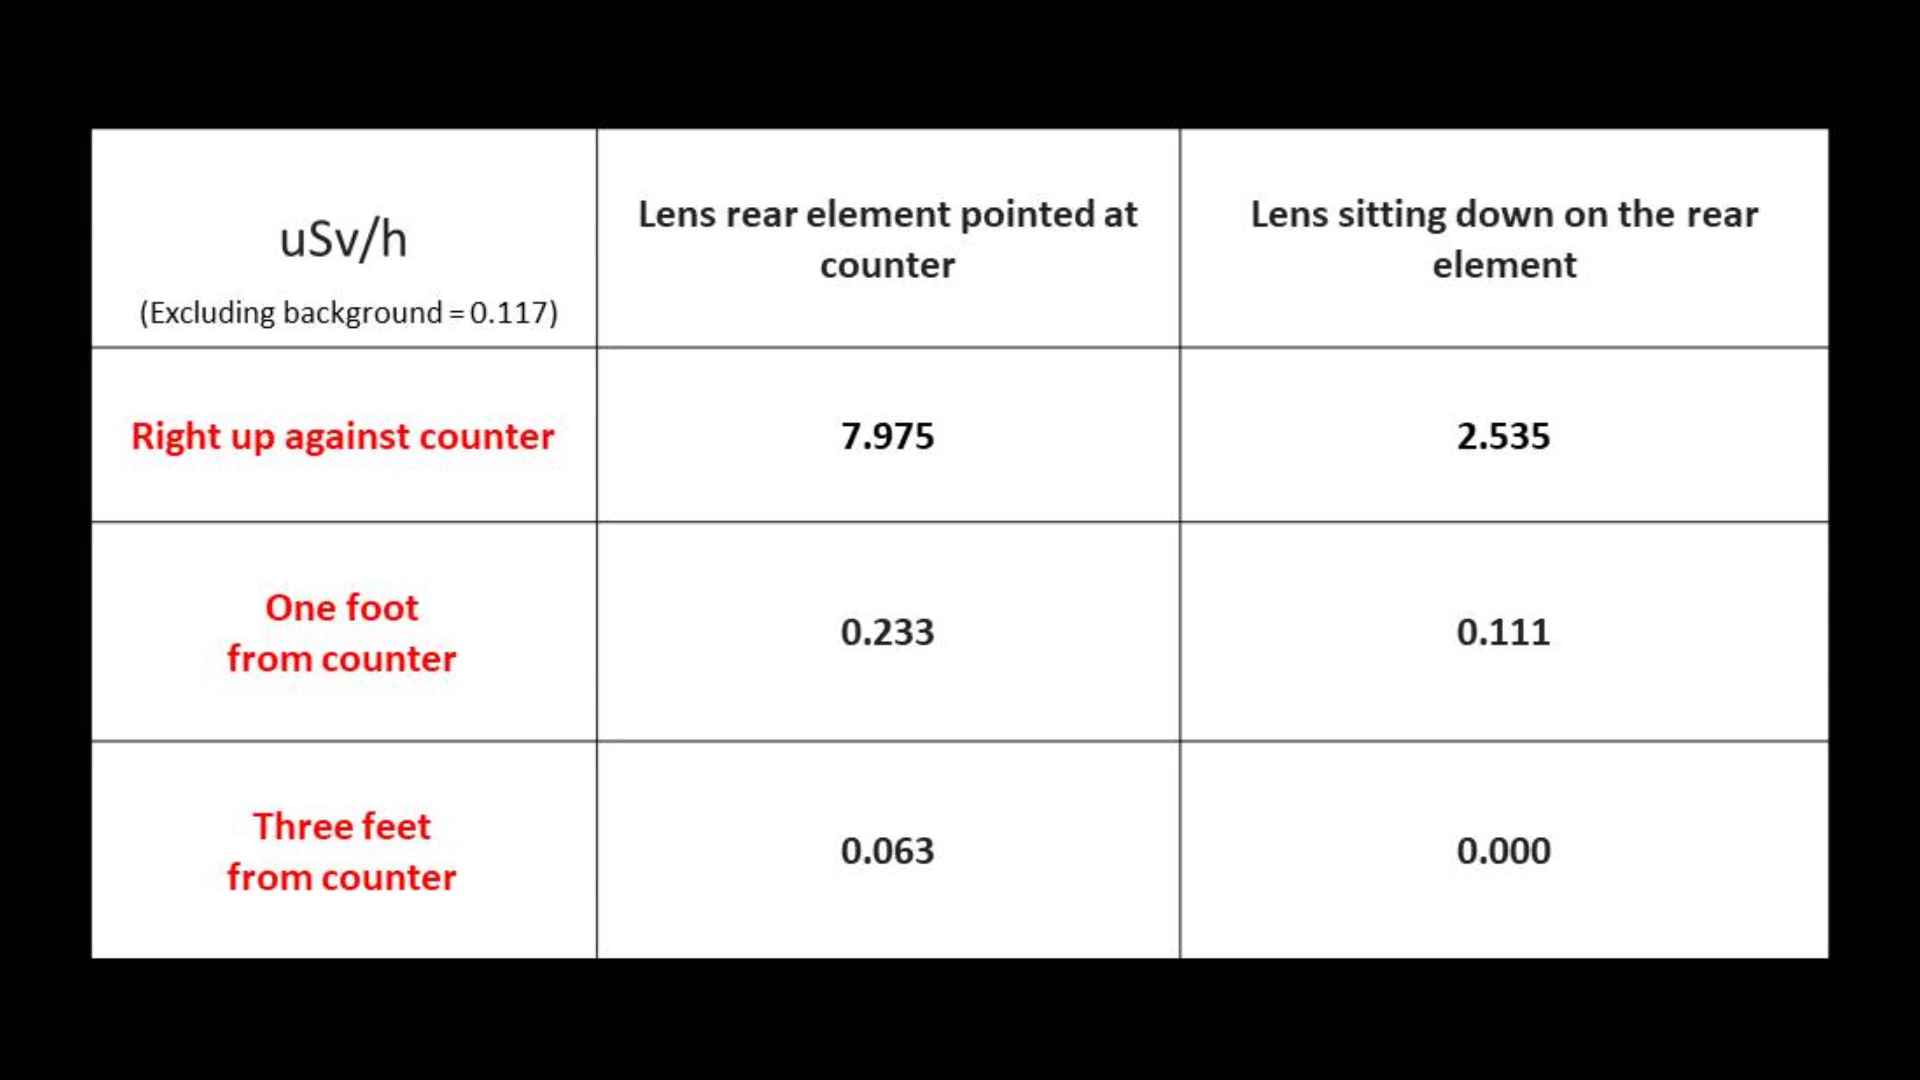 uSv/h
(Excluding background = 0.117)
Lens rear element pointed at
counter
Lens sitting down on the rear
element
Right up against counter
7.975
2.535
One foot
from counter
0.233
0.111
Three feet
from counter
0.063
0.000